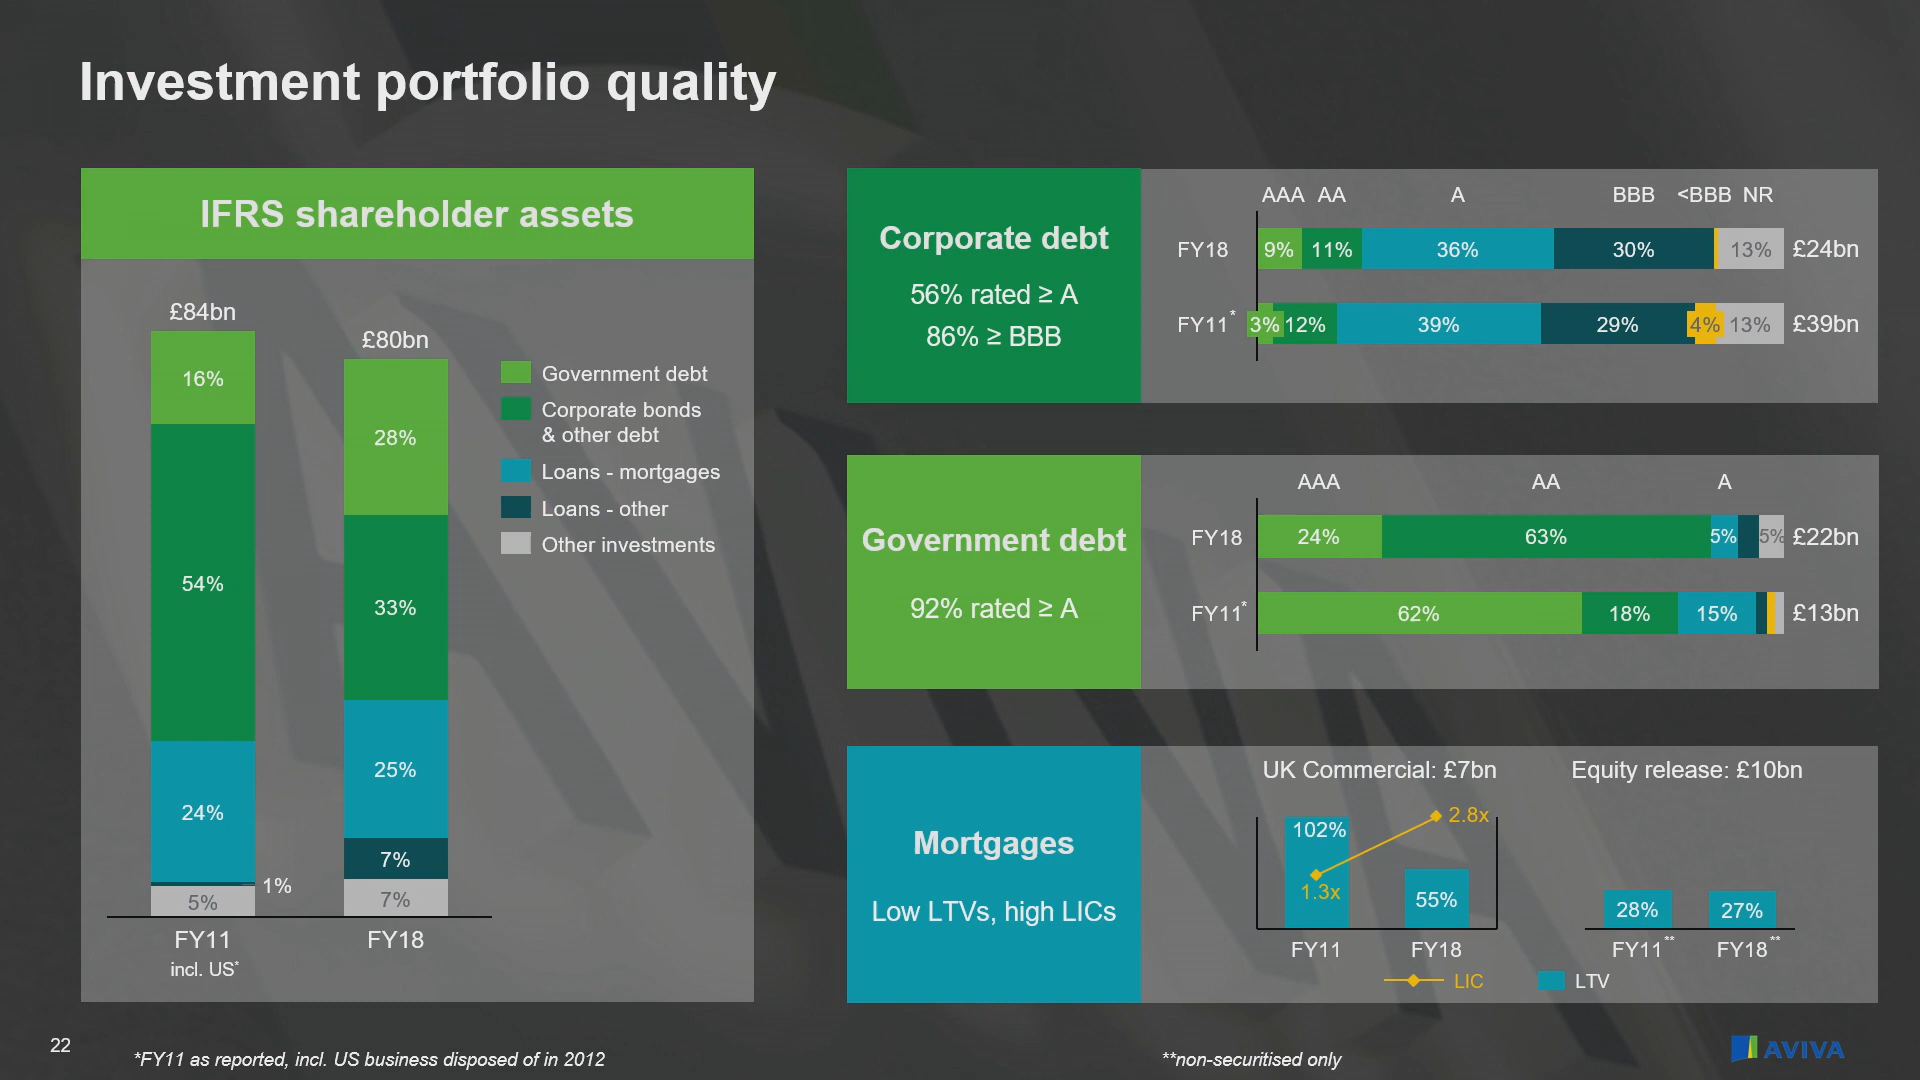 Investment portfolio quality
IFRS shareholder assets
£84bn
£80bn
16%
54%
24%
1%
5%
28%
33%
25%
7%
7%
Government debt
Corporate bonds
& other debt
Loans - mortgages
Loans - other
Other investments
FY11
incl. US*
FY18
Corporate debt
56% rated ≥ A
86% ≥ BBB
AAA AA A BBB <BBB NR
FY18 9% 11% 36% 30% 13% £24bn
FY11* 3% 12% 39% 29% 4% 13% £39bn
Government debt
92% rated ≥ A
AAA AA A
FY18 24% 63% 5% 5% £22bn
FY11* 62% 18% 15% £13bn
Mortgages
Low LTVs, high LICs
UK Commercial: £7bn
102%
2.8x
1.3x
55%
FY11 FY18
Equity release: £10bn
28% 27%
FY11** FY18**
LIC LTV
22
*FY11 as reported, incl. US business disposed of in 2012
**non-securitised only
AVIVA